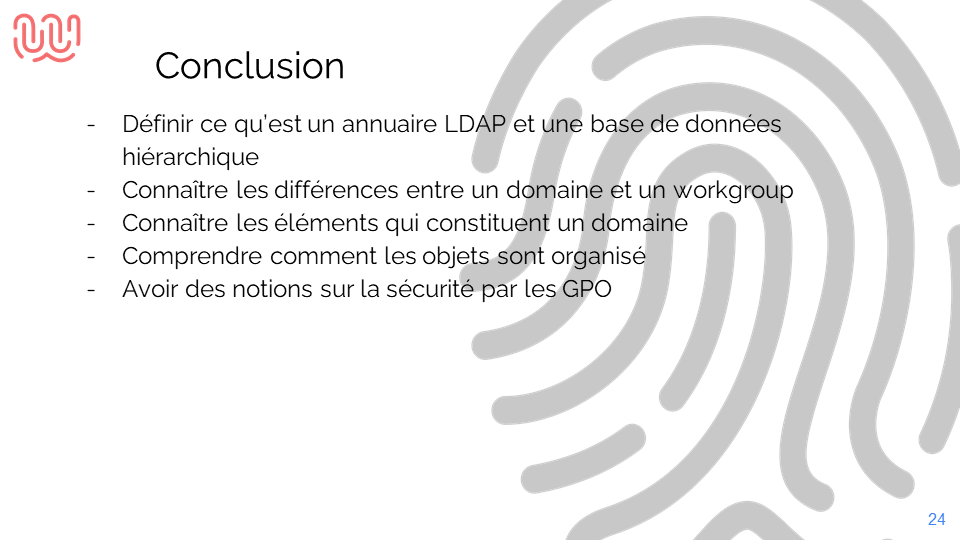 Conclusion
- Définir ce qu'est un annuaire LDAP et une base de données
hiérarchique
- Connaître les différences entre un domaine et un workgroup
- Connaître les éléments qui constituent un domaine
- Comprendre comment les objets sont organisé
- Avoir des notions sur la sécurité par les GPO
24